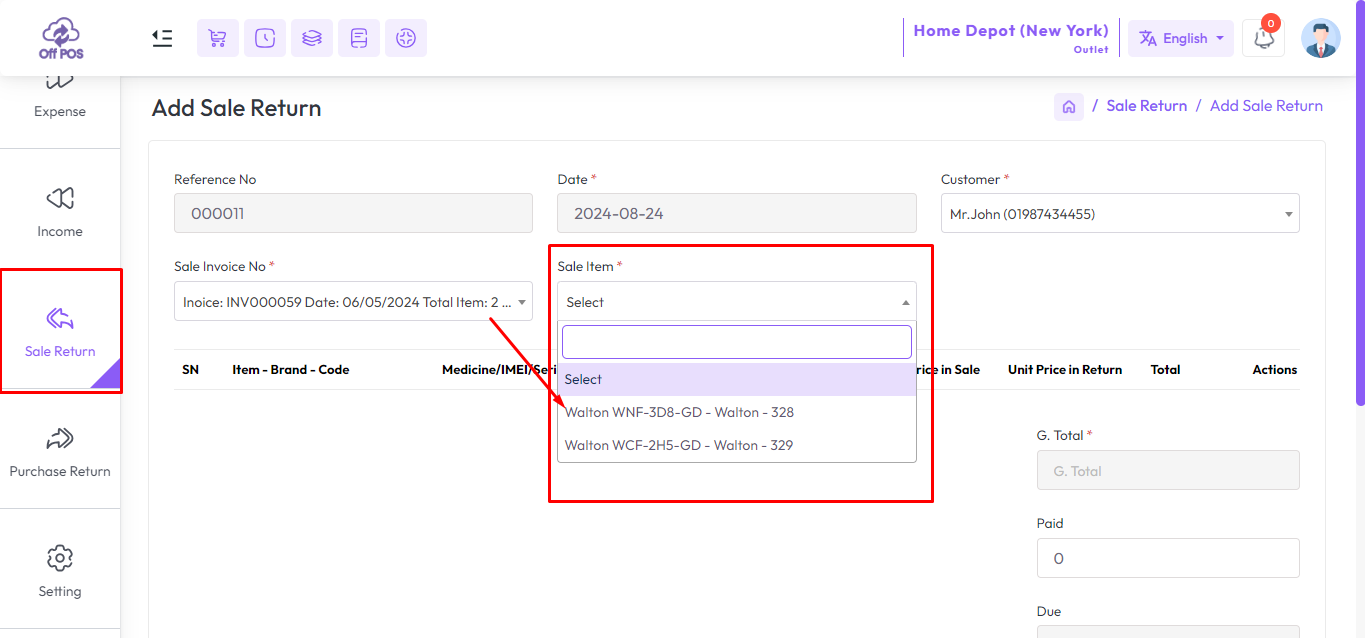 Off POS
Home Depot (New York)
Outlet
English
0
Expense
Income
Sale Return
Purchase Return
Setting
Add Sale Return
/ Sale Return / Add Sale Return
Reference No
000011
Date *
2024-08-24
Customer *
Mr.John (01987434455)
Sale Invoice No *
Inoice: INV000059 Date: 06/05/2024 Total Item: 2 ...
Sale Item *
Select
Select
Walton WNF-3D8-GD - Walton - 328
Walton WCF-2H5-GD - Walton - 329
SN Item - Brand - Code Medicine/IMEI/Seri rice in Sale Unit Price in Return Total Actions
G. Total *
G. Total
Paid
0
Due